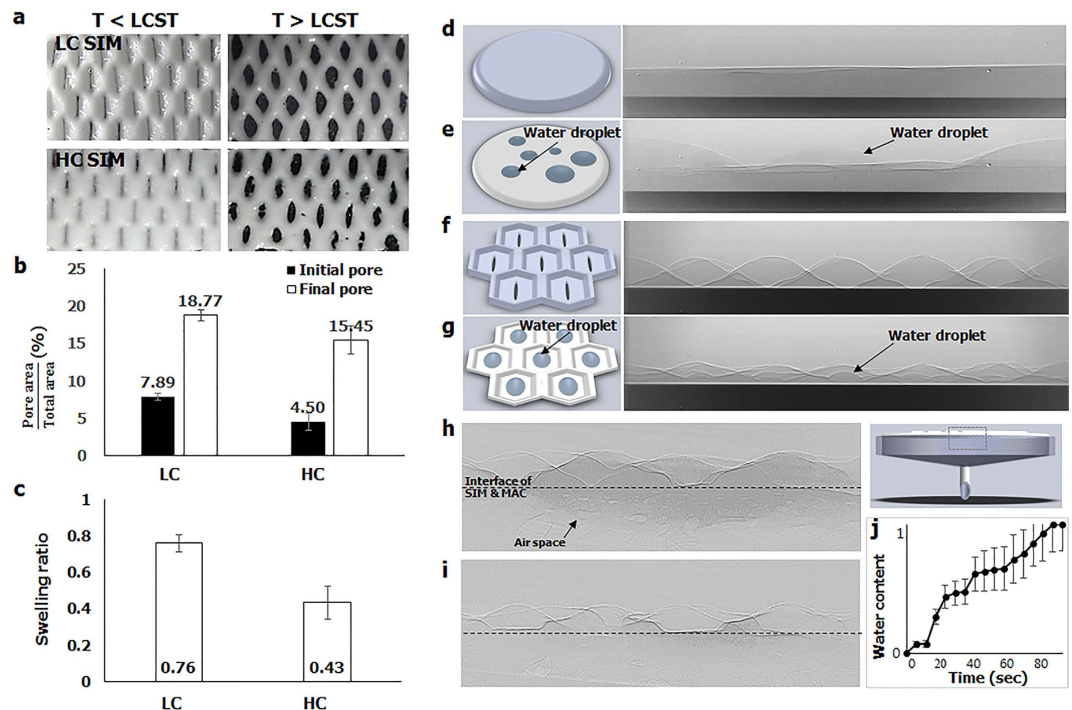 a
T < LCST
T > LCST
LC SIM
HC SIM
b
Pore area
Total area
(%)
25
20
15
10
5
0
Initial pore
Final pore
7.89
18.77
4.50
15.45
LC
HC
c
Swelling ratio
1
0.8
0.6
0.4
0.2
0
0.76
0.43
LC
HC
d
e
Water droplet
Water droplet
f
g
Water droplet
Water droplet
h
Interface of
SIM & MAC
Air space
i
j
Water content
1
0
0
20
40
60
80
Time (sec)